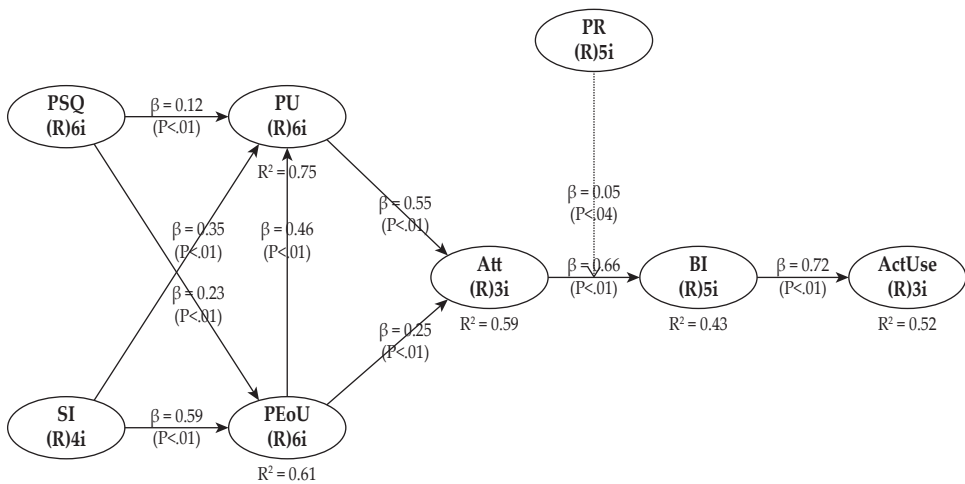 PR
(R)5i
PSQ
(R)6i
β = 0.12
(P<.01)
PU
(R)6i
R² = 0.75
β = 0.55
(P<.01)
β = 0.05
(P<.04)
β = 0.35
(P<.01)
β = 0.46
(P<.01)
β = 0.23
(P<.01)
Att
(R)3i
R² = 0.59
β = 0.66
(P<.01)
BI
(R)5i
R² = 0.43
β = 0.72
(P<.01)
ActUse
(R)3i
R² = 0.52
β = 0.25
(P<.01)
SI
(R)4i
β = 0.59
(P<.01)
PEoU
(R)6i
R² = 0.61